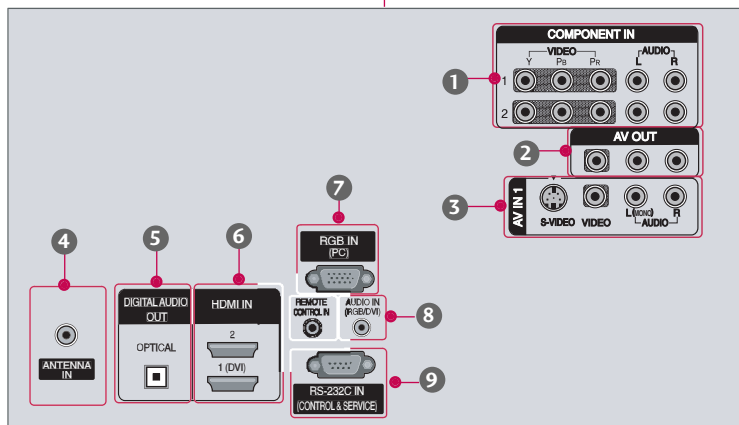 COMPONENT IN
VIDEO
AUDIO
Y PB PR L R
1
1
2
AV OUT
2
AV IN 1
S-VIDEO VIDEO L(MONO) R
AUDIO
3
4
ANTENNA
IN
5
DIGITAL AUDIO
OUT
OPTICAL
6
HDMI IN
2
1 (DVI)
7
RGB IN
(PC)
REMOTE
CONTROL IN
AUDIO IN
(RGB/DVI)
8
RS-232C IN
(CONTROL & SERVICE)
9